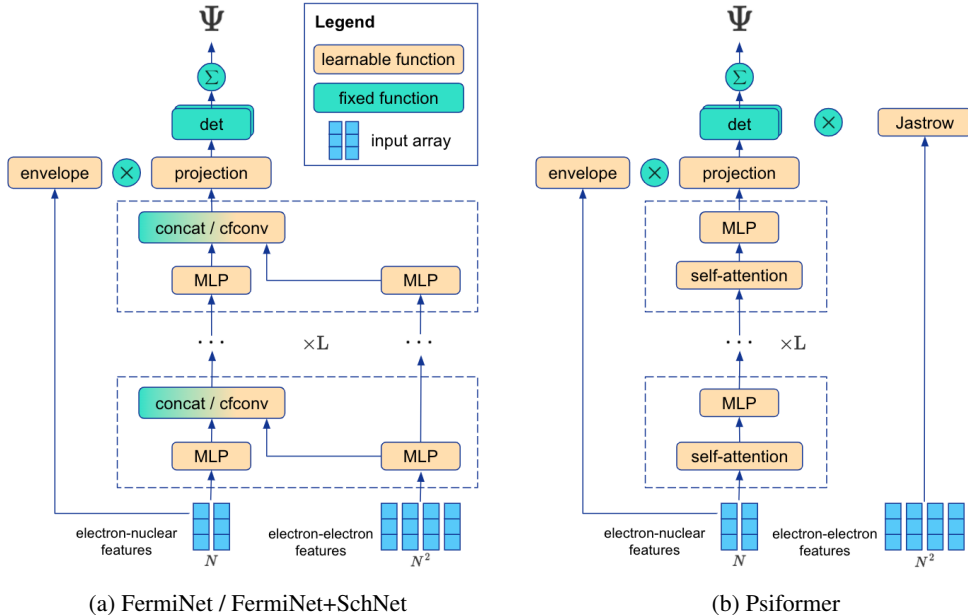 Ψ
Σ
det
envelope
×
projection
concat / cfconv
MLP
MLP
· · ·
×L
· · ·
concat / cfconv
MLP
MLP
electron-nuclear
features
N
electron-electron
features
N²
(a) FermiNet / FermiNet+SchNet
Legend
learnable function
fixed function
input array
Ψ
Σ
det
×
Jastrow
envelope
×
projection
MLP
self-attention
· · ·
×L
MLP
self-attention
electron-nuclear
features
N
electron-electron
features
N²
(b) Psiformer